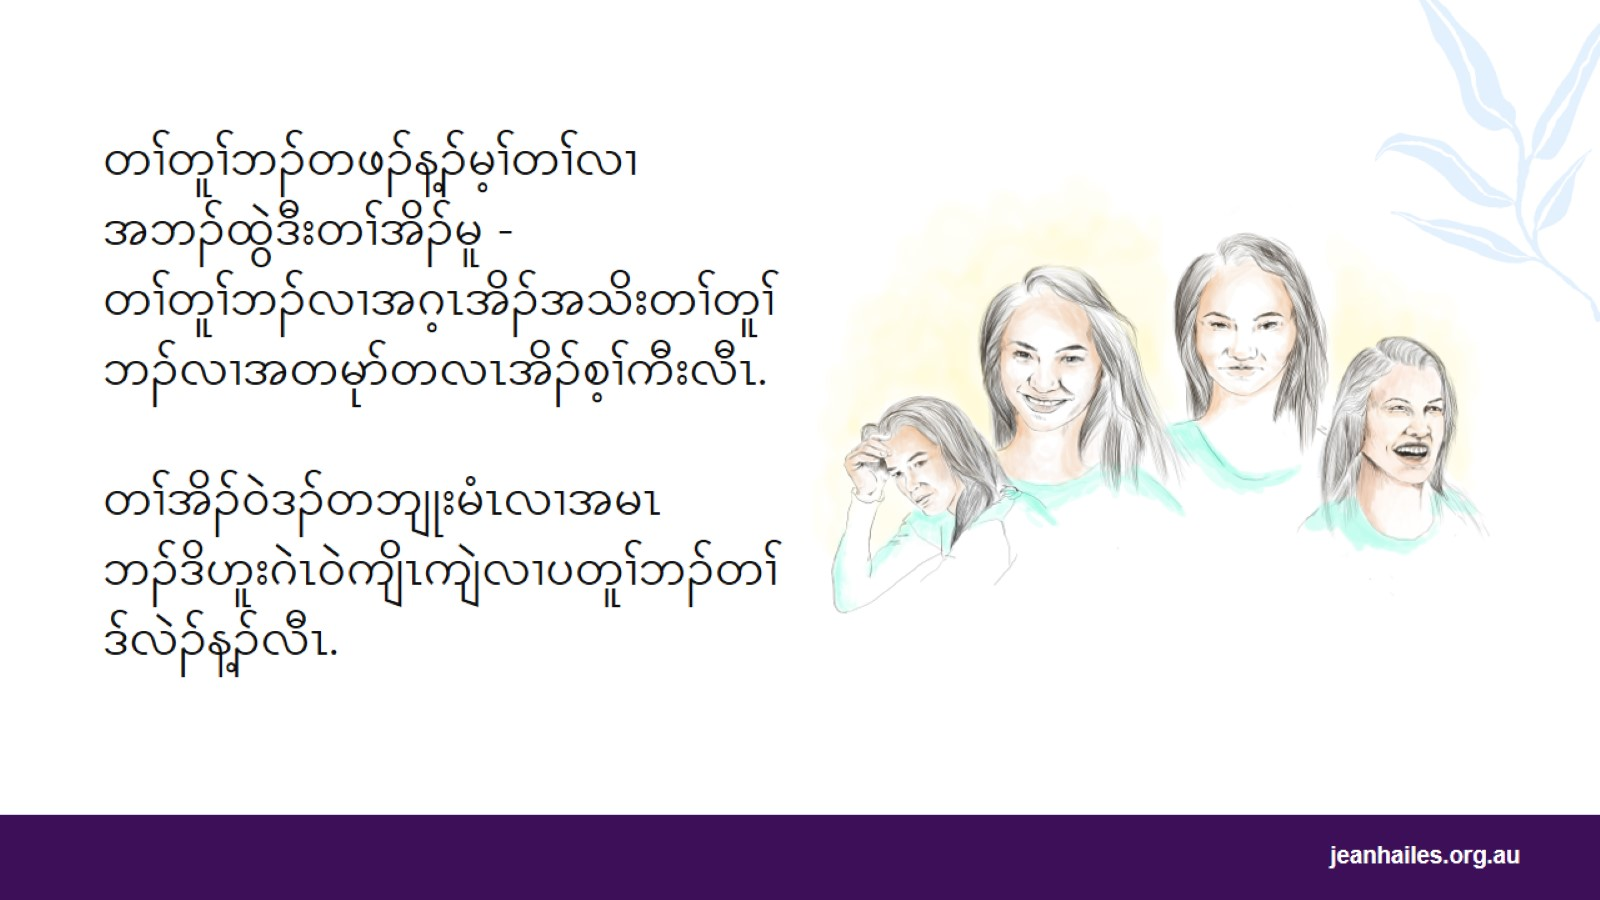 တၢ်တူၢ်ဘၣ်တဖၣ်န့ၣ်မ့ၢ်တၢ်လၢ
အဘၣ်ထွဲဒီးတၢ်အိၣ်မူ -
တၢ်တူၢ်ဘၣ်လၢအဂ့ၤအိၣ်အသိးတၢ်တူၢ်
ဘၣ်လၢအတမုာ်တလၤအိၣ်စ့ၢ်ကီးလီၤ.
တၢ်အိၣ်ဝဲဒၣ်တဘျုးမံၤလၢအမၤ
ဘၣ်ဒိဟူးဂဲၤဝဲကျိၤကျဲလၢပတူၢ်ဘၣ်တၢ်
ဒ်လဲၣ်န့ၣ်လီၤ.
jeanhailes.org.au